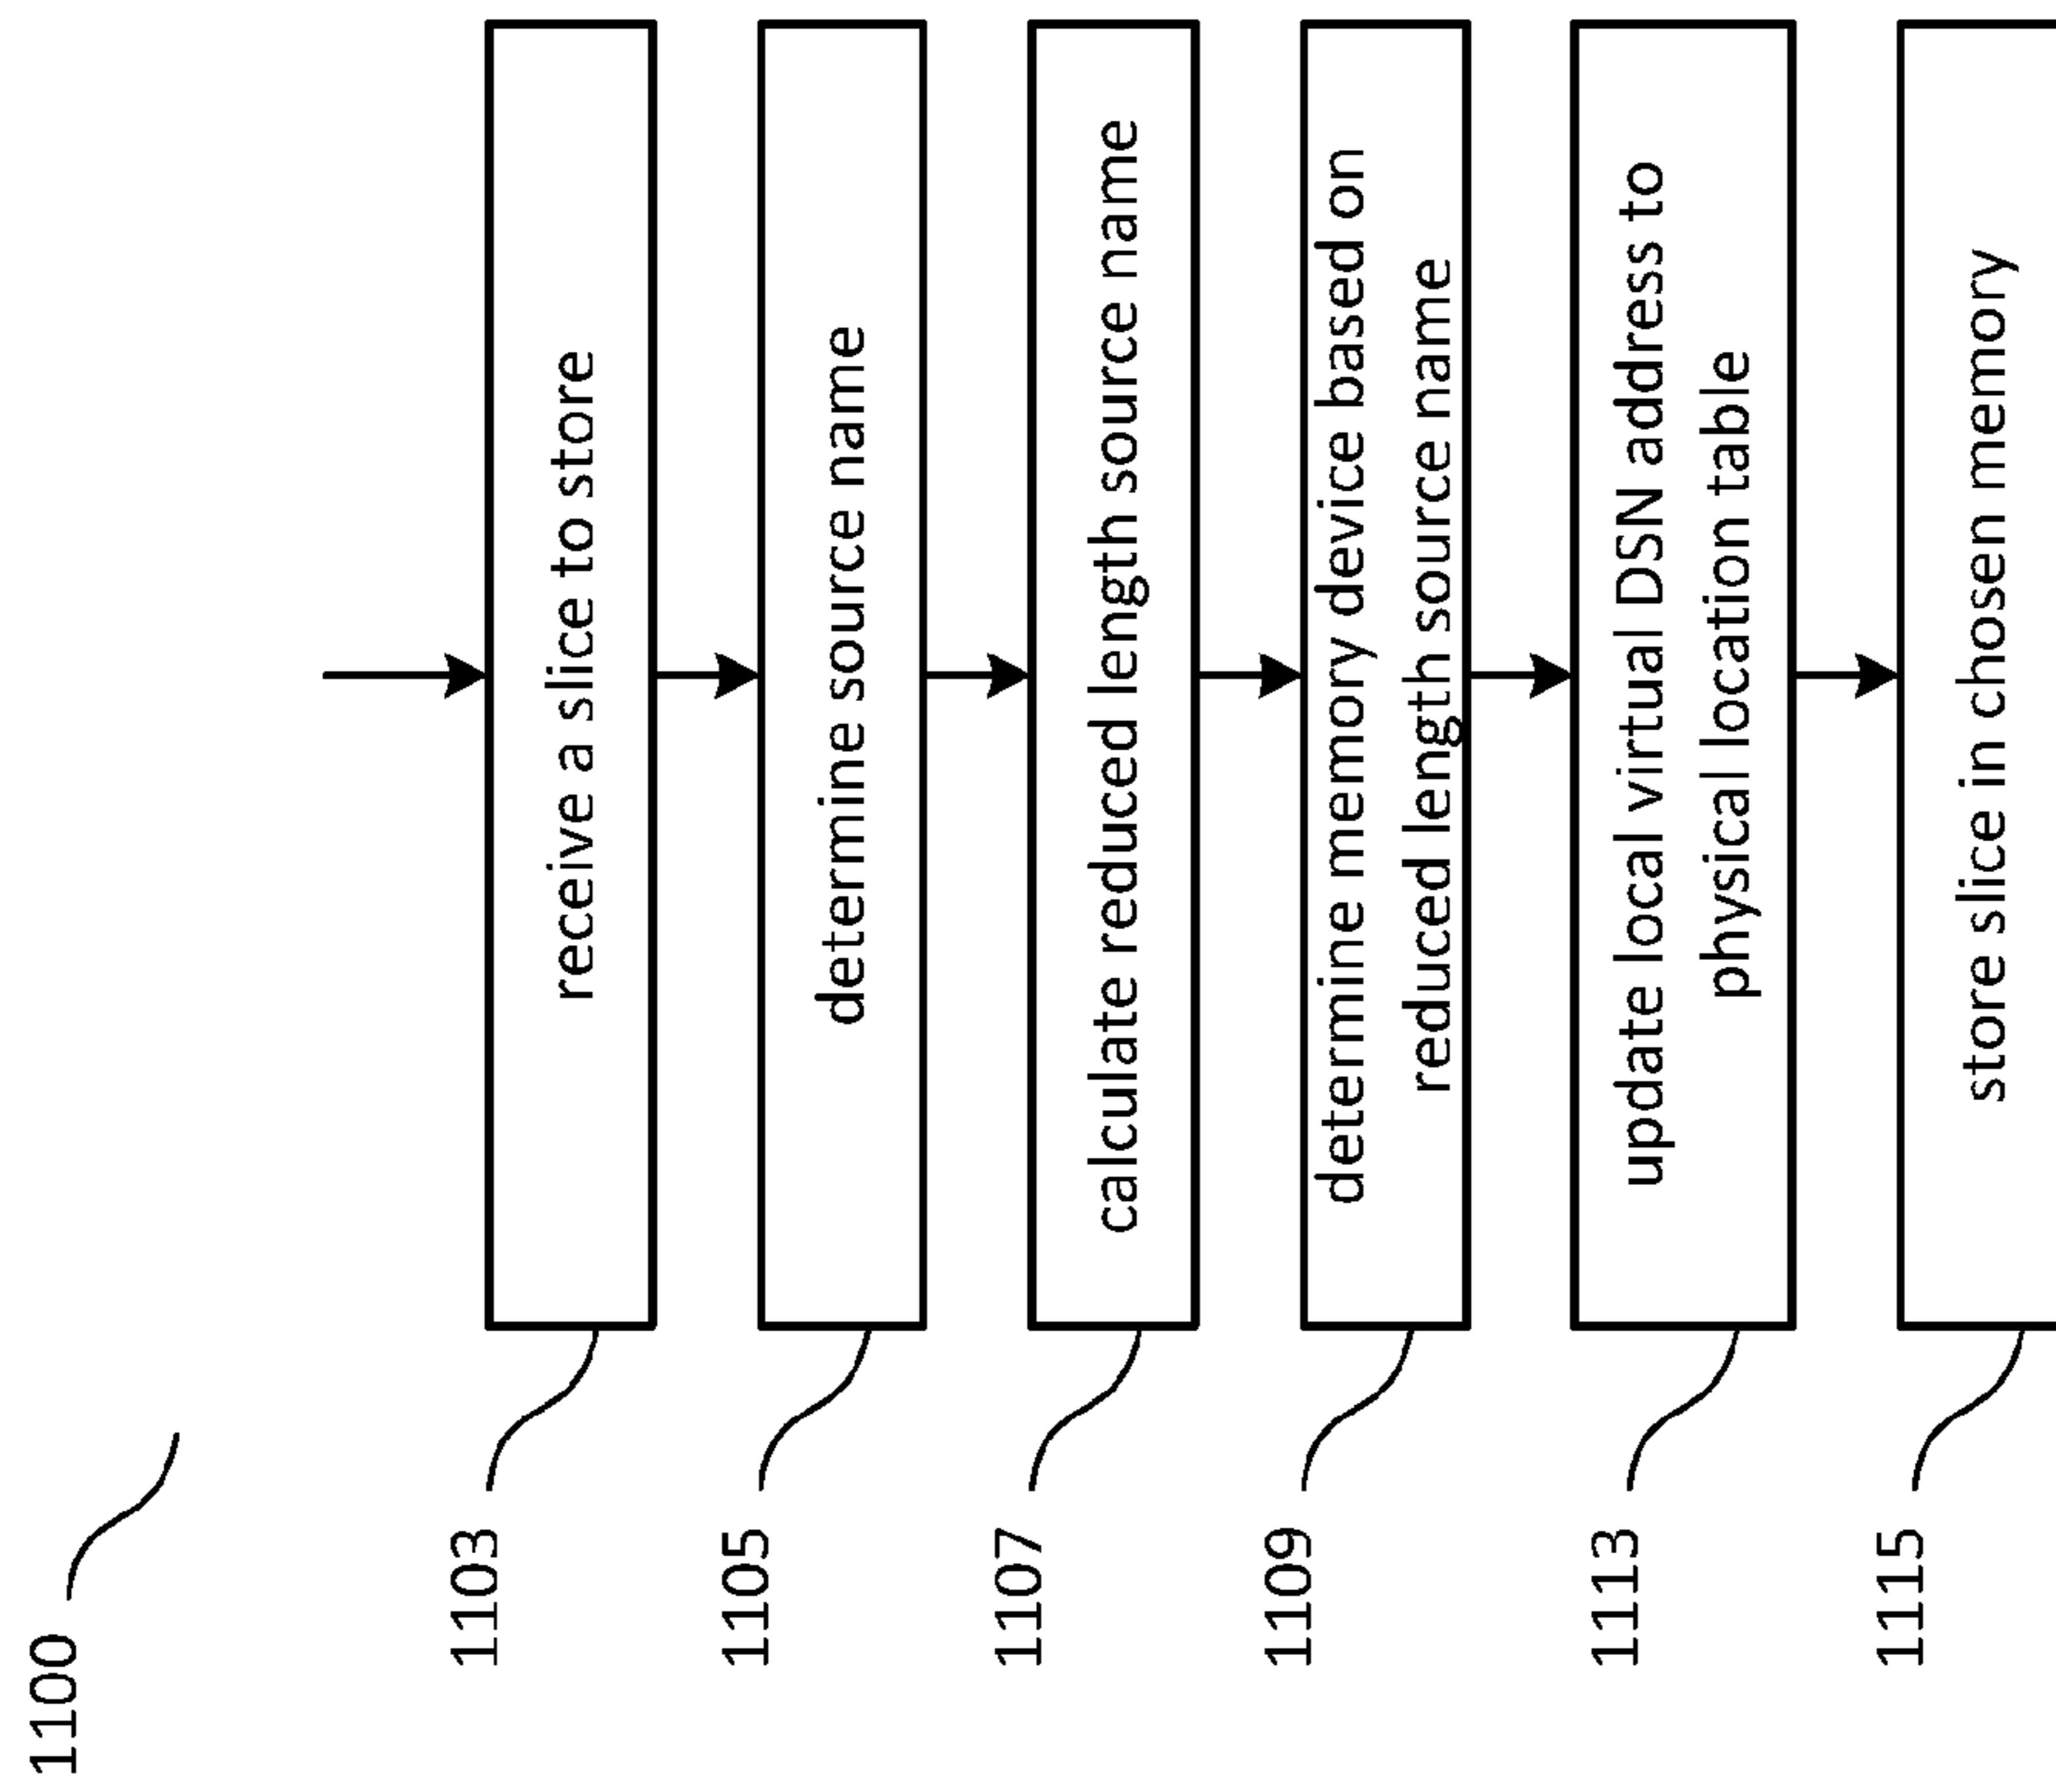 1100
1103
receive a slice to store
1105
determine source name
1107
calculate reduced length source name
1109
determine memory device based on
reduced length source name
1113
update local virtual DSN address to
physical location table
1115
store slice in chosen memory